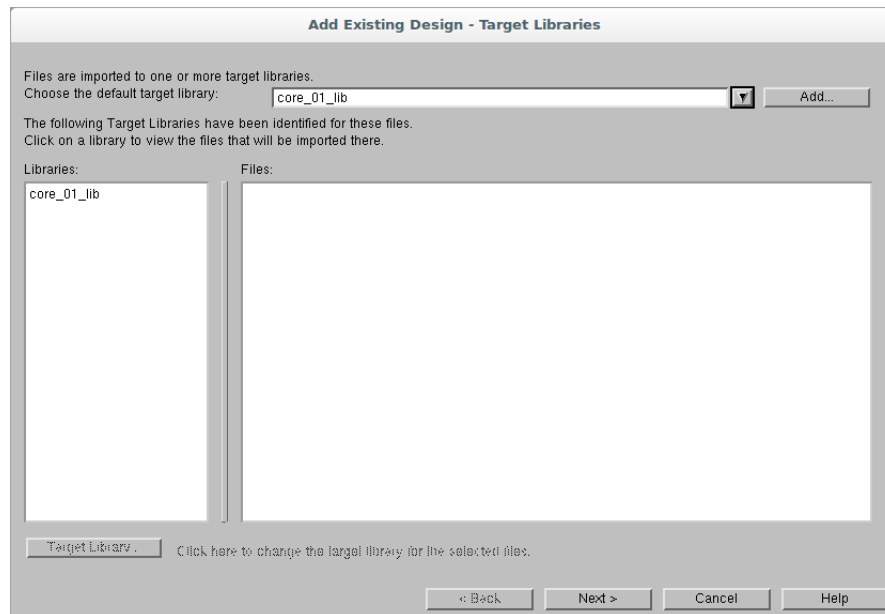 Add Existing Design - Target Libraries
Files are imported to one or more target libraries.
Choose the default target library:
core_01_lib
Add...
The following Target Libraries have been identified for these files.
Click on a library to view the files that will be imported there.
Libraries:
Files:
core_01_lib
Target Library .
Click here to change the target library for the selected files.
< Back
Next >
Cancel
Help